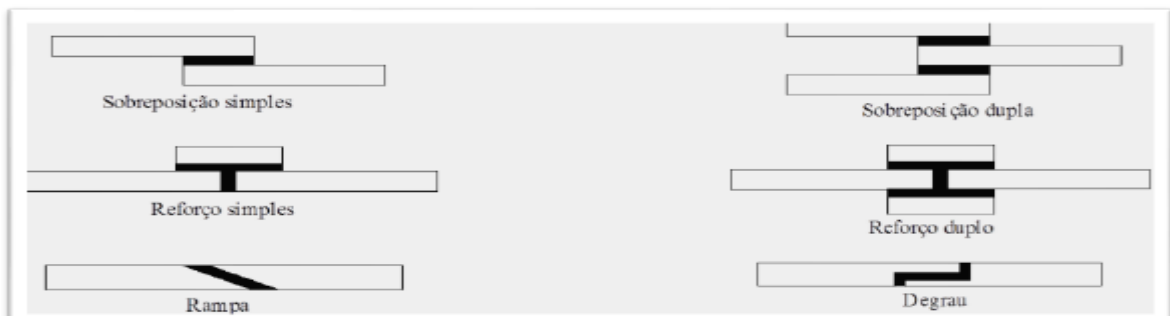 Sobreposição simples
Sobreposição dupla
Reforço simples
Reforço duplo
Rampa
Degrau